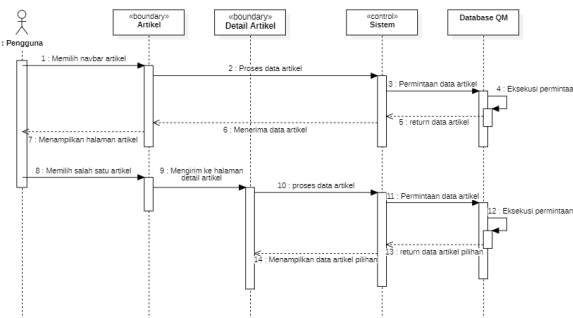 «boundary»
Artikel
«boundary»
Detail Artikel
«control»
Sistem
Database QM
: Pengguna
1 : Memilih navbar artikel
2 : Proses data artikel
3 : Permintaan data artikel
4 : Eksekusi permintaa
5 : return data artikel
6 : Menerima data artikel
7 : Menampilkan halaman artikel
8 : Memilih salah satu artikel
9 : Mengirim ke halaman
detail artikel
10 : proses data artikel
11 : Permintaan data artikel
12 : Eksekusi permintaan
13 : return data artikel pilihan
14 : Menampilkan data artikel pilihan